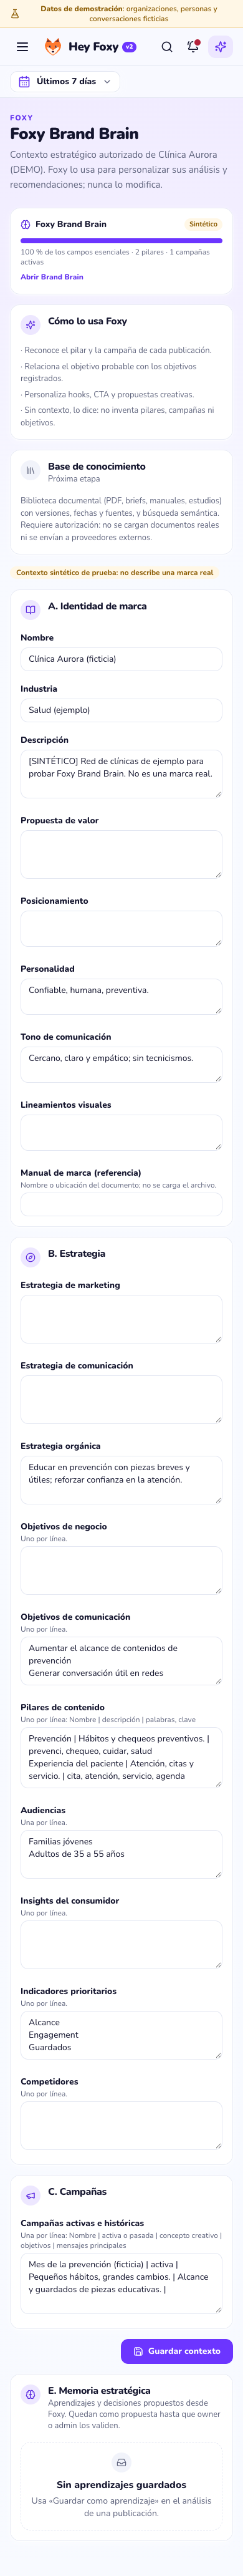 Datos de demostración: organizaciones, personas y
conversaciones ficticias
Hey Foxy v2
Últimos 7 días
FOXY
Foxy Brand Brain
Contexto estratégico autorizado de Clínica Aurora
(DEMO). Foxy lo usa para personalizar sus análisis y
recomendaciones; nunca lo modifica.
Foxy Brand Brain
Sintético
100 % de los campos esenciales · 2 pilares · 1 campañas
activas
Abrir Brand Brain
Cómo lo usa Foxy
· Reconoce el pilar y la campaña de cada publicación.
· Relaciona el objetivo probable con los objetivos
registrados.
· Personaliza hooks, CTA y propuestas creativas.
· Sin contexto, lo dice: no inventa pilares, campañas ni
objetivos.
Base de conocimiento
Próxima etapa
Biblioteca documental (PDF, briefs, manuales, estudios)
con versiones, fechas y fuentes, y búsqueda semántica.
Requiere autorización: no se cargan documentos reales
ni se envían a proveedores externos.
Contexto sintético de prueba: no describe una marca real
A. Identidad de marca
Nombre
Clínica Aurora (ficticia)
Industria
Salud (ejemplo)
Descripción
[SINTÉTICO] Red de clínicas de ejemplo para
probar Foxy Brand Brain. No es una marca real.
Propuesta de valor
Posicionamiento
Personalidad
Confiable, humana, preventiva.
Tono de comunicación
Cercano, claro y empático; sin tecnicismos.
Lineamientos visuales
Manual de marca (referencia)
Nombre o ubicación del documento; no se carga el archivo.
B. Estrategia
Estrategia de marketing
Estrategia de comunicación
Estrategia orgánica
Educar en prevención con piezas breves y
útiles; reforzar confianza en la atención.
Objetivos de negocio
Uno por línea.
Objetivos de comunicación
Uno por línea.
Aumentar el alcance de contenidos de
prevención
Generar conversación útil en redes
Pilares de contenido
Uno por línea: Nombre | descripción | palabras, clave
Prevención | Hábitos y chequeos preventivos. |
prevenci, chequeo, cuidar, salud
Experiencia del paciente | Atención, citas y
servicio. | cita, atención, servicio, agenda
Audiencias
Uno por línea.
Familias jóvenes
Adultos de 35 a 55 años
Insights del consumidor
Uno por línea.
Indicadores prioritarios
Uno por línea.
Alcance
Engagement
Guardados
Competidores
Uno por línea.
C. Campañas
Campañas activas e históricas
Una por línea: Nombre | activa o pasada | concepto creativo |
objetivos | mensajes principales
Mes de la prevención (ficticia) | activa |
Pequeños hábitos, grandes cambios. | Alcance
y guardados de piezas educativas. |
Guardar contexto
E. Memoria estratégica
Aprendizajes y decisiones propuestos desde
Foxy. Quedan como propuesta hasta que owner
o admin los validen.
Sin aprendizajes guardados
Usa «Guardar como aprendizaje» en el análisis
de una publicación.